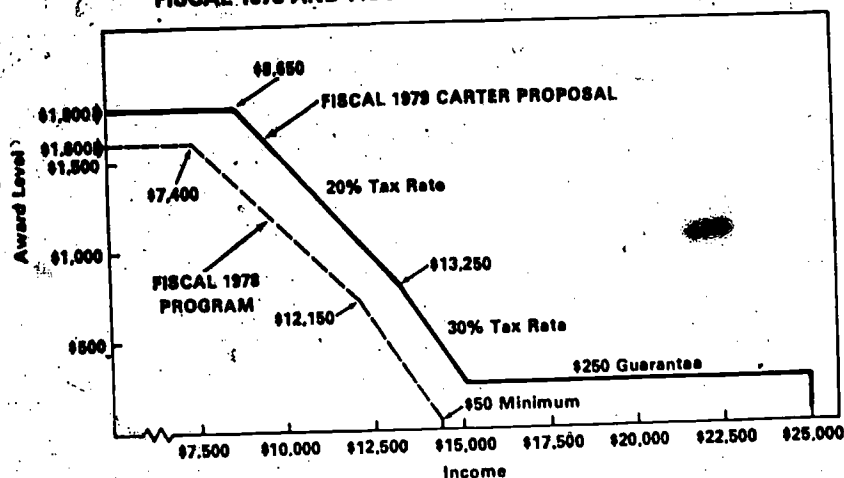 $8,650
FISCAL 1979 CARTER PROPOSAL
$1,800
$1,600
$1,500
20% Tax Rate
$7,400
Award Level
$1,000
FISCAL 1978
PROGRAM
$13,250
$12,150
30% Tax Rate
$500
$250 Guarantee
$50 Minimum
$7,500 $10,000 $12,500 $15,000 $17,500 $20,000 $22,500 $25,000
Income